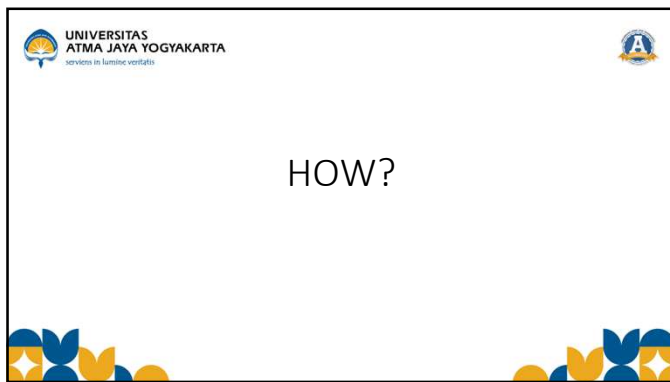 UNIVERSITAS
ATMA JAYA YOGYAKARTA
serviens in lumine veritatis
A
HOW?